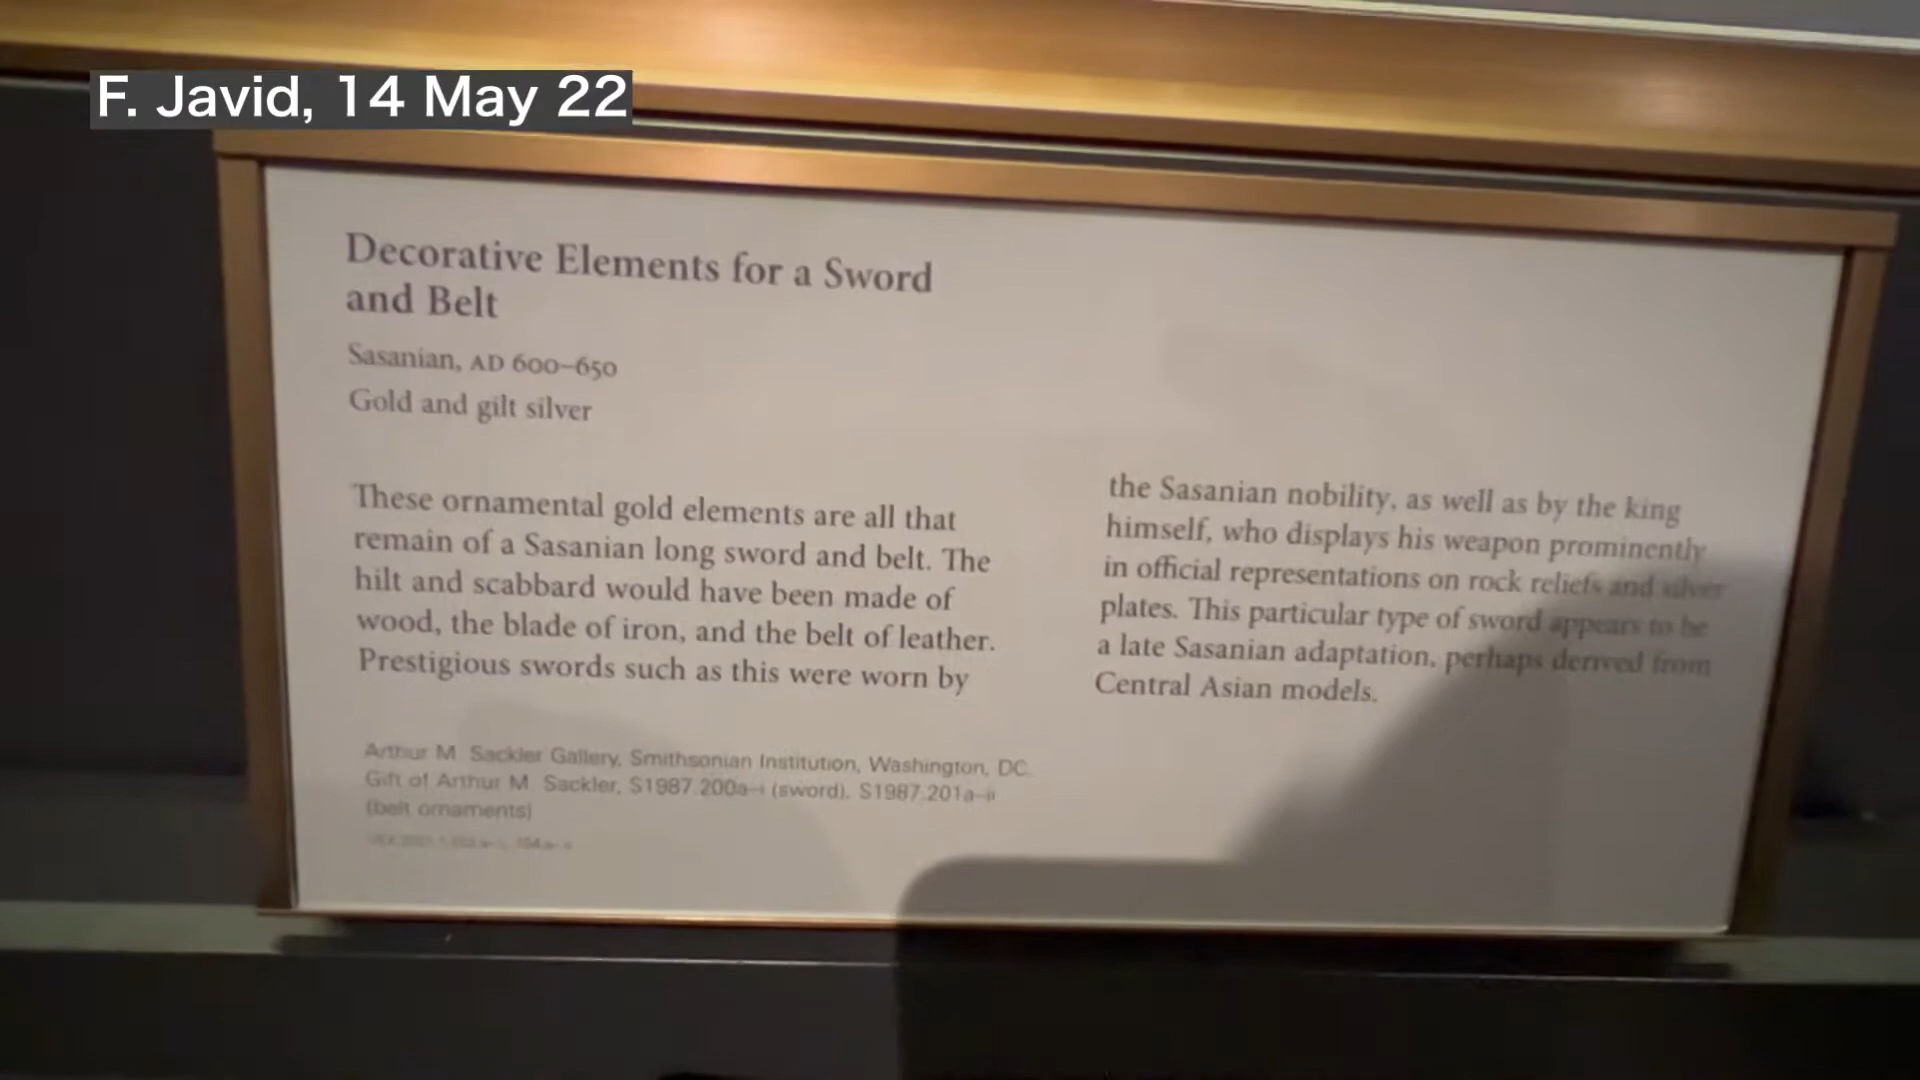 F. Javid, 14 May 22
Decorative Elements for a Sword
and Belt
Sasanian, AD 600–650
Gold and gilt silver
These ornamental gold elements are all that
remain of a Sasanian long sword and belt. The
hilt and scabbard would have been made of
wood, the blade of iron, and the belt of leather.
Prestigious swords such as this were worn by
the Sasanian nobility, as well as by the king
himself, who displays his weapon prominently
in official representations on rock reliefs and silver
plates. This particular type of sword appears to be
a late Sasanian adaptation, perhaps derived from
Central Asian models.
Arthur M. Sackler Gallery, Smithsonian Institution, Washington, DC
Gift of Arthur M. Sackler, S1987.200a–i (sword), S1987.201a–ii
(belt ornaments)